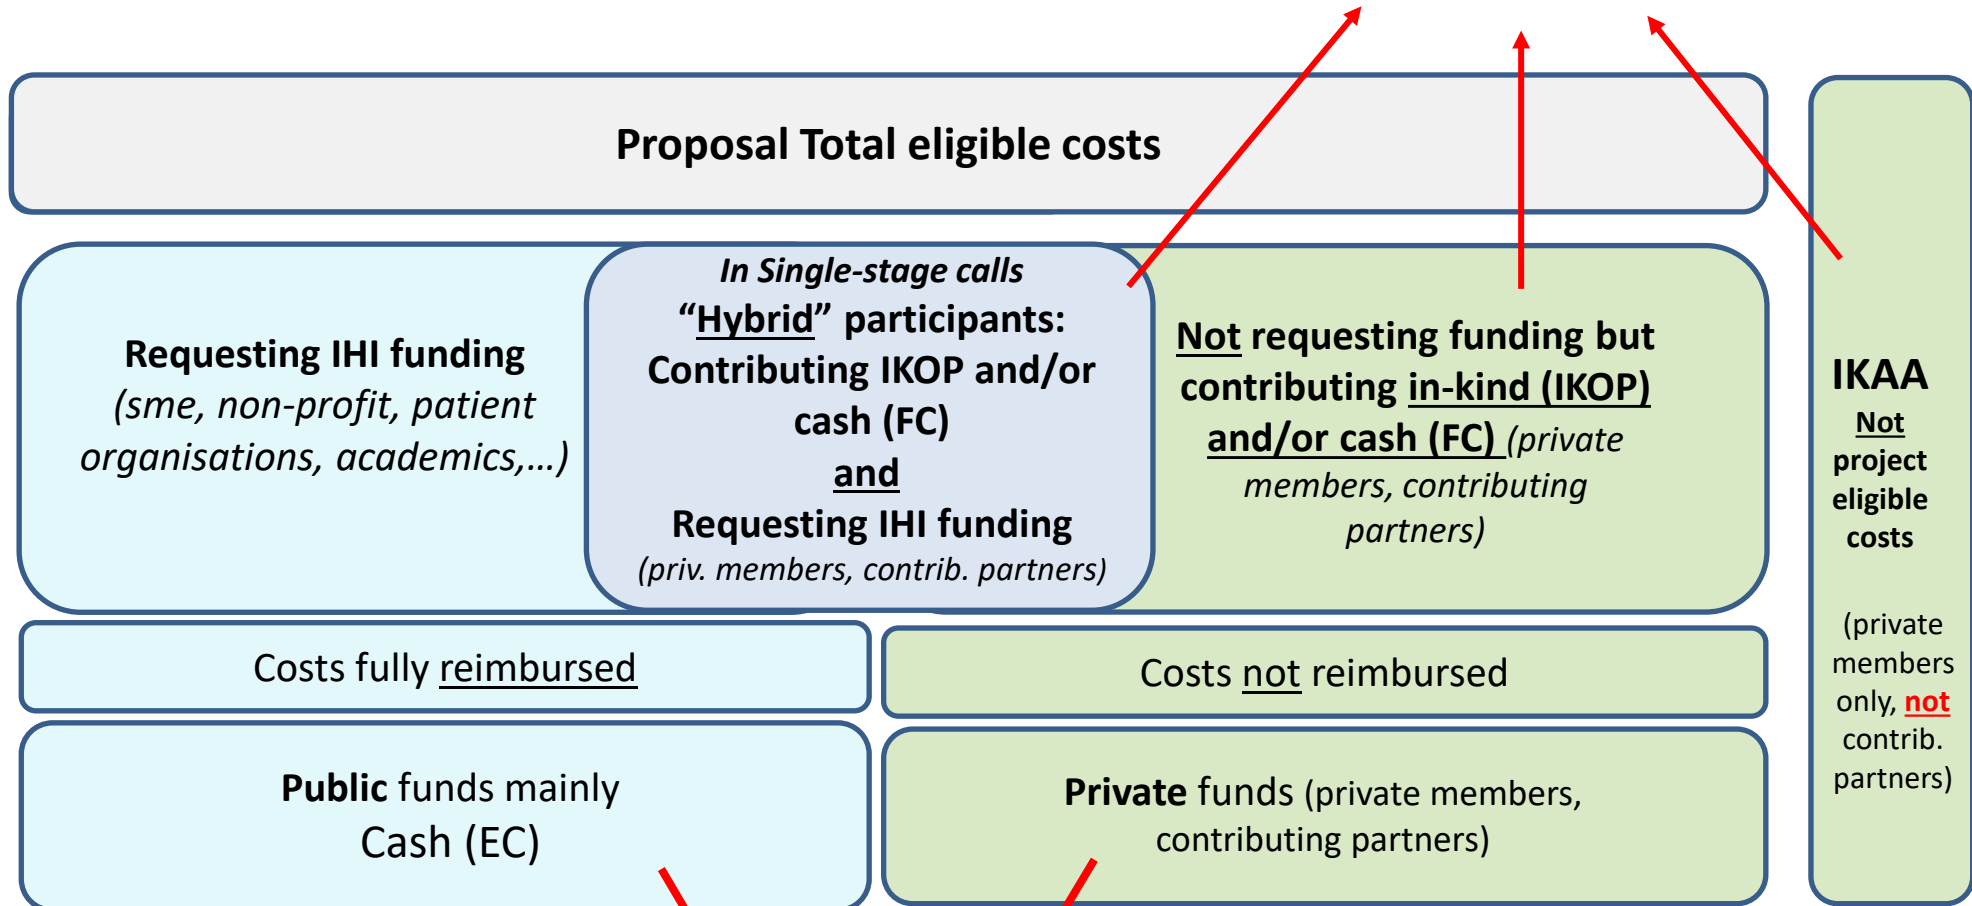 Proposal Total eligible costs
Requesting IHI funding
(sme, non-profit, patient
organisations, academics,...)
In Single-stage calls
“Hybrid” participants:
Contributing IKOP and/or
cash (FC)
and
Requesting IHI funding
(priv. members, contrib. partners)
Not requesting funding but
contributing in-kind (IKOP)
and/or cash (FC) (private
members, contributing
partners)
IKAA
Not
project
eligible
costs
(private
members
only, not
contrib.
partners)
Costs fully reimbursed
Costs not reimbursed
Public funds mainly
Cash (EC)
Private funds (private members,
contributing partners)